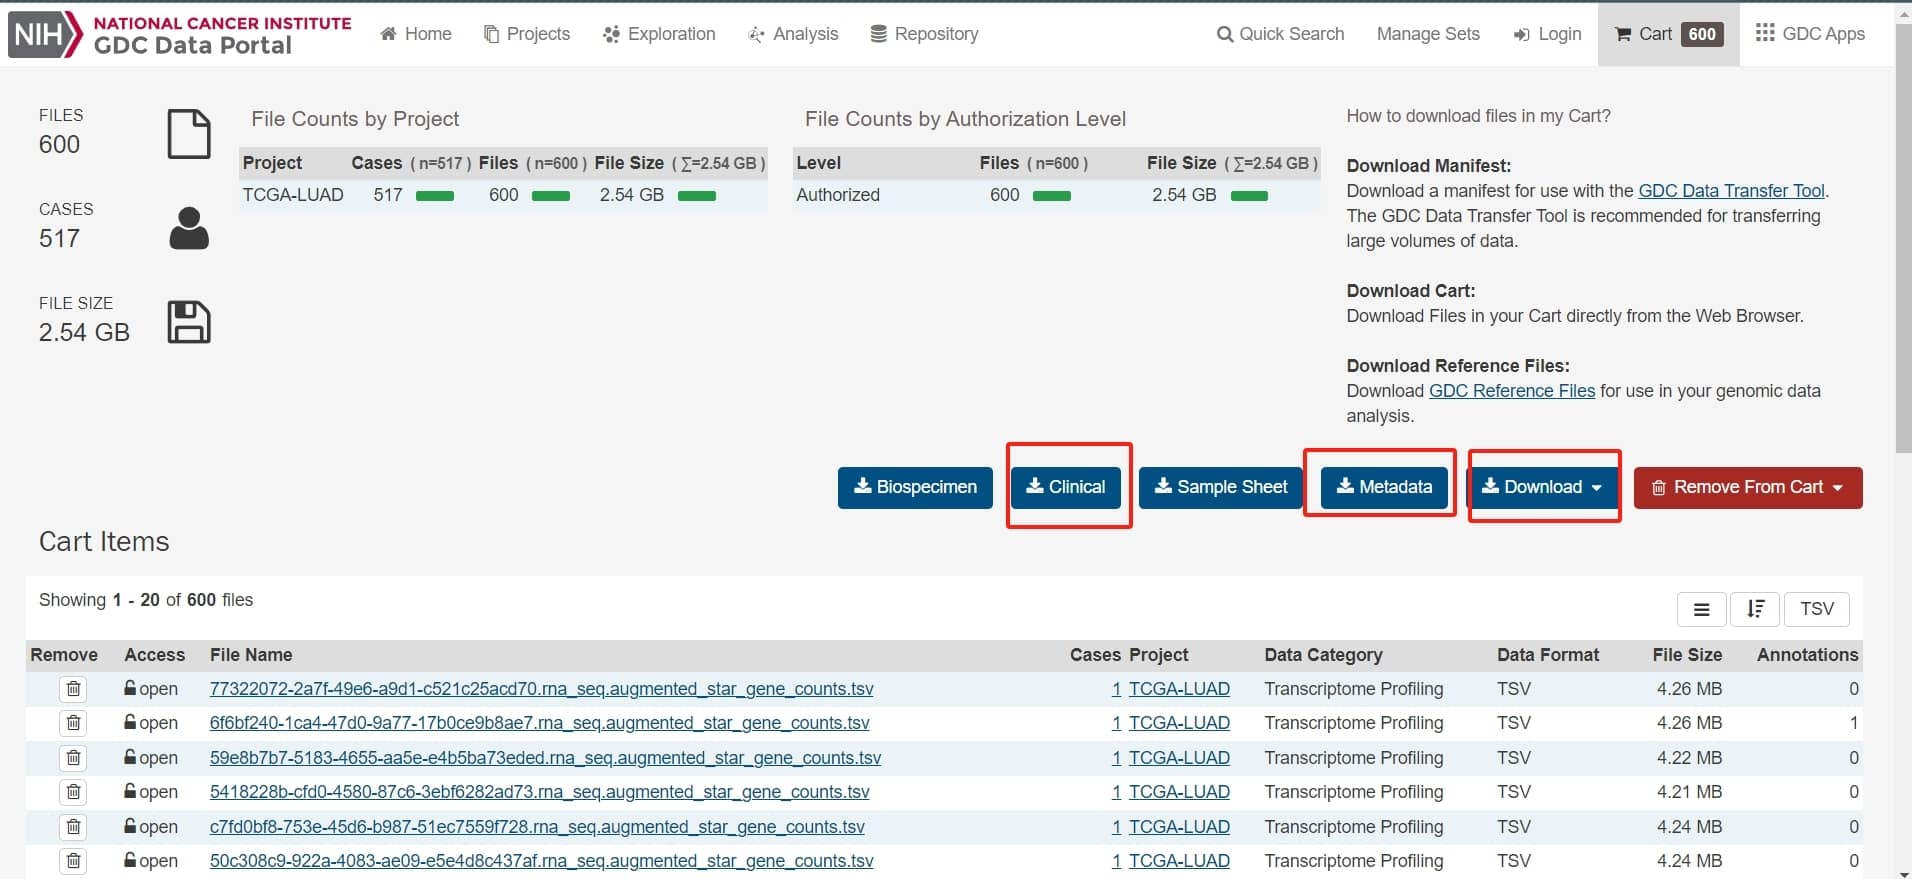 NIH NATIONAL CANCER INSTITUTE
GDC Data Portal
Home Projects Exploration Analysis Repository Quick Search Manage Sets Login Cart 600 GDC Apps
FILES
600
CASES
517
FILE SIZE
2.54 GB
File Counts by Project
Project Cases ( n=517 ) Files ( n=600 ) File Size ( ∑=2.54 GB )
TCGA-LUAD 517 600 2.54 GB
File Counts by Authorization Level
Level Files ( n=600 ) File Size ( ∑=2.54 GB )
Authorized 600 2.54 GB
How to download files in my Cart?
Download Manifest:
Download a manifest for use with the GDC Data Transfer Tool.
The GDC Data Transfer Tool is recommended for transferring
large volumes of data.
Download Cart:
Download Files in your Cart directly from the Web Browser.
Download Reference Files:
Download GDC Reference Files for use in your genomic data
analysis.
Biospecimen Clinical Sample Sheet Metadata Download Remove From Cart
Cart Items
Showing 1 - 20 of 600 files
TSV
Remove Access File Name Cases Project Data Category Data Format File Size Annotations
open 77322072-2a7f-49e6-a9d1-c521c25acd70.rna_seq.augmented_star_gene_counts.tsv 1 TCGA-LUAD Transcriptome Profiling TSV 4.26 MB 0
open 6f6bf240-1ca4-47d0-9a77-17b0ce9b8ae7.rna_seq.augmented_star_gene_counts.tsv 1 TCGA-LUAD Transcriptome Profiling TSV 4.26 MB 1
open 59e8b7b7-5183-4655-aa5e-e4b5ba73eded.rna_seq.augmented_star_gene_counts.tsv 1 TCGA-LUAD Transcriptome Profiling TSV 4.22 MB 0
open 5418228b-cfd0-4580-87c6-3ebf6282ad73.rna_seq.augmented_star_gene_counts.tsv 1 TCGA-LUAD Transcriptome Profiling TSV 4.21 MB 0
open c7fd0bf8-753e-45d6-b987-51ec7559f728.rna_seq.augmented_star_gene_counts.tsv 1 TCGA-LUAD Transcriptome Profiling TSV 4.24 MB 0
open 50c308c9-922a-4083-ae09-e5e4d8c437af.rna_seq.augmented_star_gene_counts.tsv 1 TCGA-LUAD Transcriptome Profiling TSV 4.24 MB 0